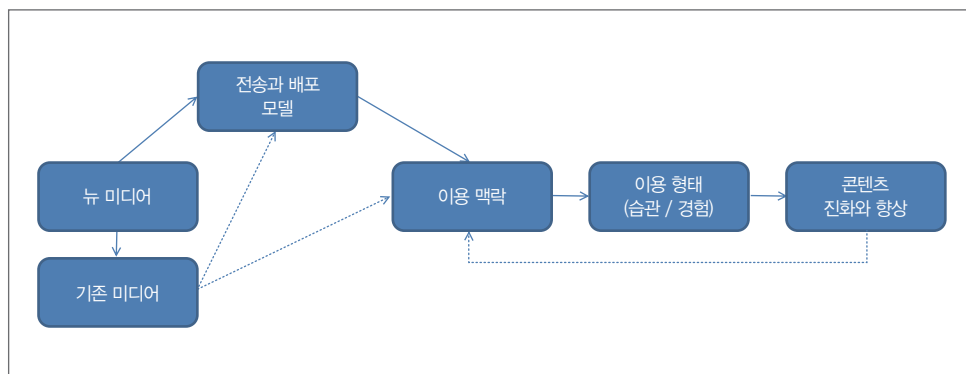 전송과 배포
모델
뉴 미디어
기존 미디어
이용 맥락
이용 형태
(습관 / 경험)
콘텐츠
진화와 향상